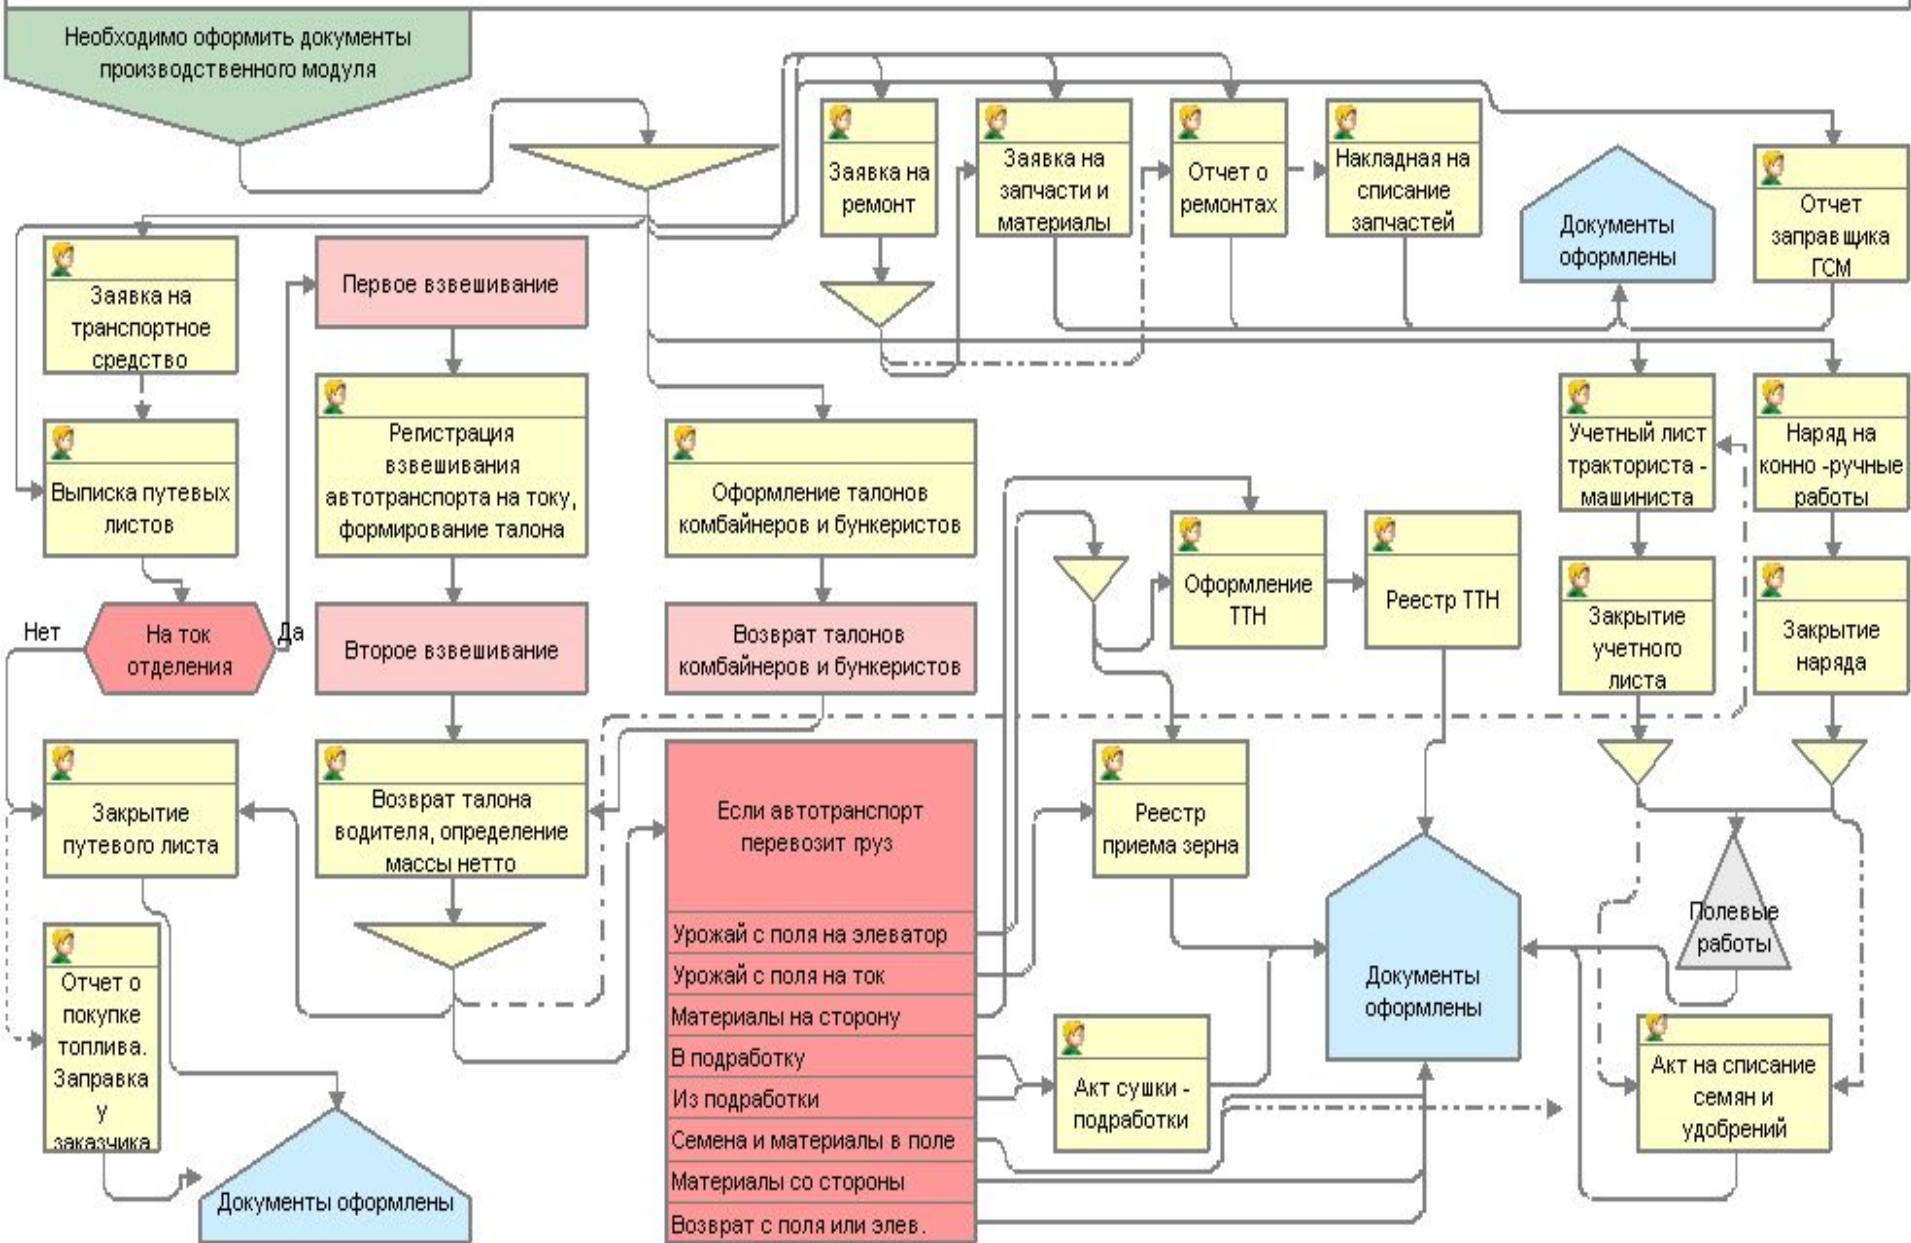 Необходимо оформить документы
производственного модуля
Заявка на
ремонт
Заявка на
запчасти и
материалы
Отчет о
ремонтах
Накладная на
списание
запчастей
Документы
оформлены
Отчет
заправщика
ГСМ
Заявка на
транспортное
средство
Первое взвешивание
Выписка путевых
листов
Регистрация
взвешивания
автотранспорта на току,
формирование талона
Оформление талонов
комбайнеров и бункеристов
Учетный лист
тракториста -
машиниста
Наряд на
конно -ручные
работы
Нет
На ток
отделения
Да
Второе взвешивание
Возврат талонов
комбайнеров и бункеристов
Оформление
ТТН
Реестр ТТН
Закрытие
учетного
листа
Закрытие
наряда
Закрытие
путевого листа
Возврат талона
водителя, определение
массы нетто
Если автотранспорт
перевозит груз
Урожай с поля на элеватор
Урожай с поля на ток
Материалы на сторону
В подработку
Из подработки
Семена и материалы в поле
Материалы со стороны
Возврат с поля или элев.
Реестр
приема зерна
Акт сушки -
подработки
Документы
оформлены
Полевые
работы
Акт на списание
семян и
удобрений
Отчет о
покупке
топлива.
Заправка
у
заказчика
Документы оформлены